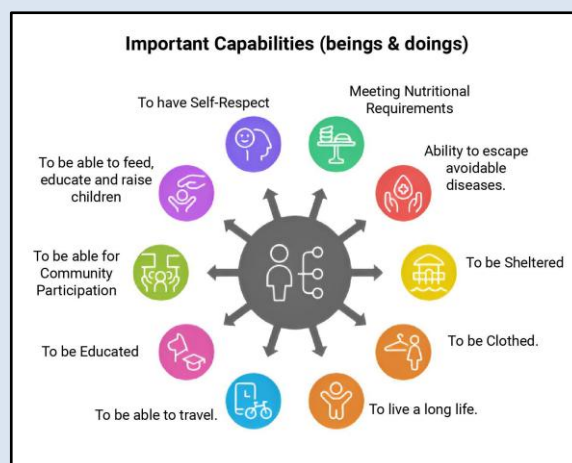 Important Capabilities (beings & doings)
To have Self-Respect
Meeting Nutritional
Requirements
To be able to feed,
educate and raise
children
Ability to escape
avoidable
diseases.
To be able for
Community
Participation
To be Sheltered
To be Educated
To be Clothed.
To be able to travel.
To live a long life.